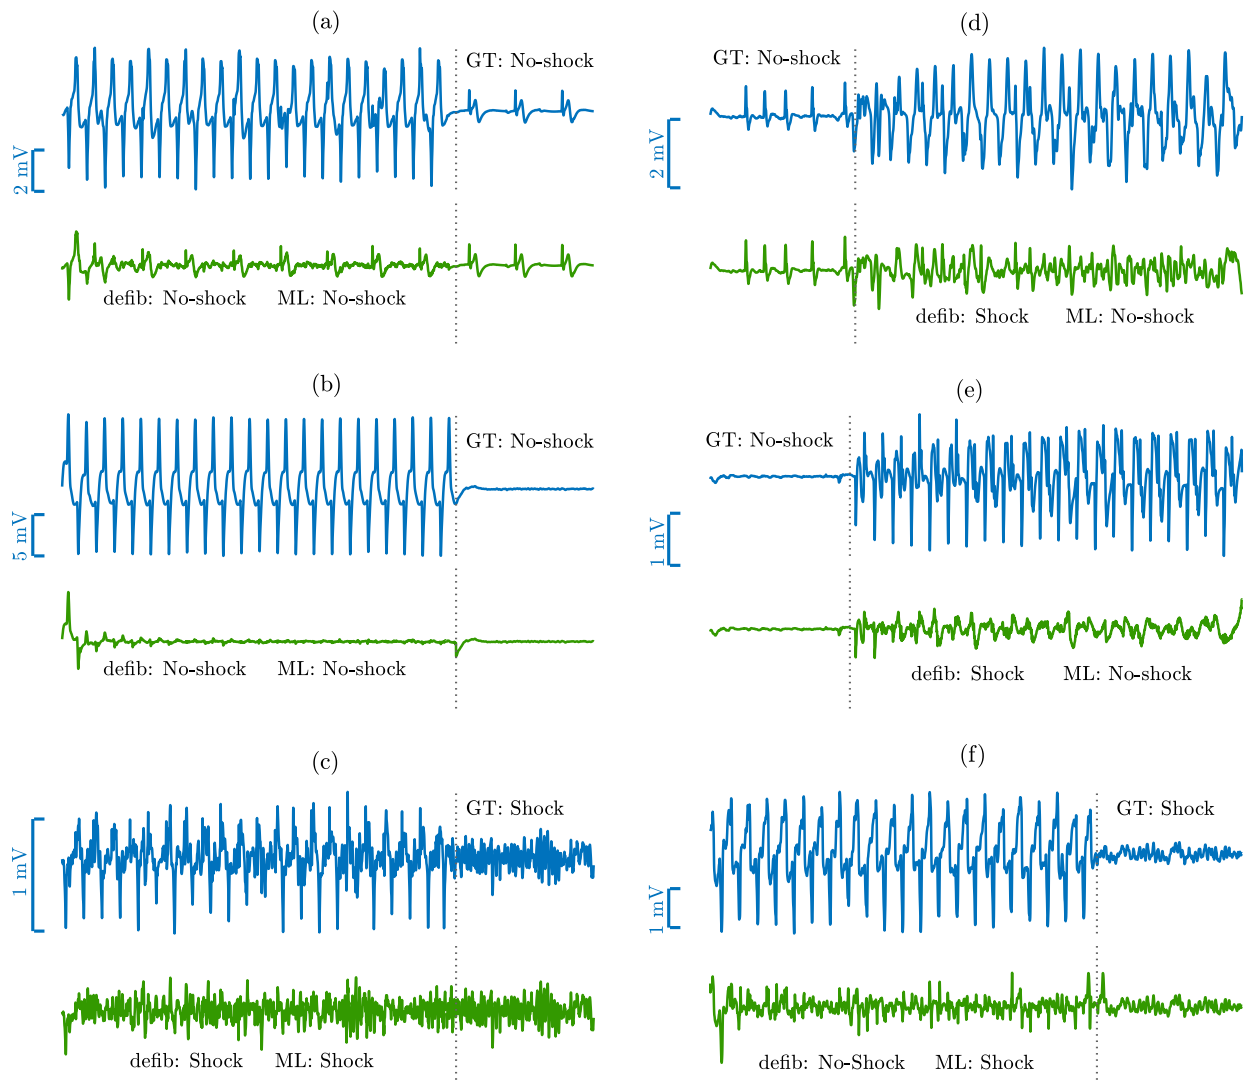 (a)
GT: No-shock
2 mV
defib: No-shock ML: No-shock
(b)
GT: No-shock
5 mV
defib: No-shock ML: No-shock
(c)
GT: Shock
1 mV
defib: Shock ML: Shock
(d)
GT: No-shock
2 mV
defib: Shock ML: No-shock
(e)
GT: No-shock
1 mV
defib: Shock ML: No-shock
(f)
GT: Shock
1 mV
defib: No-Shock ML: Shock